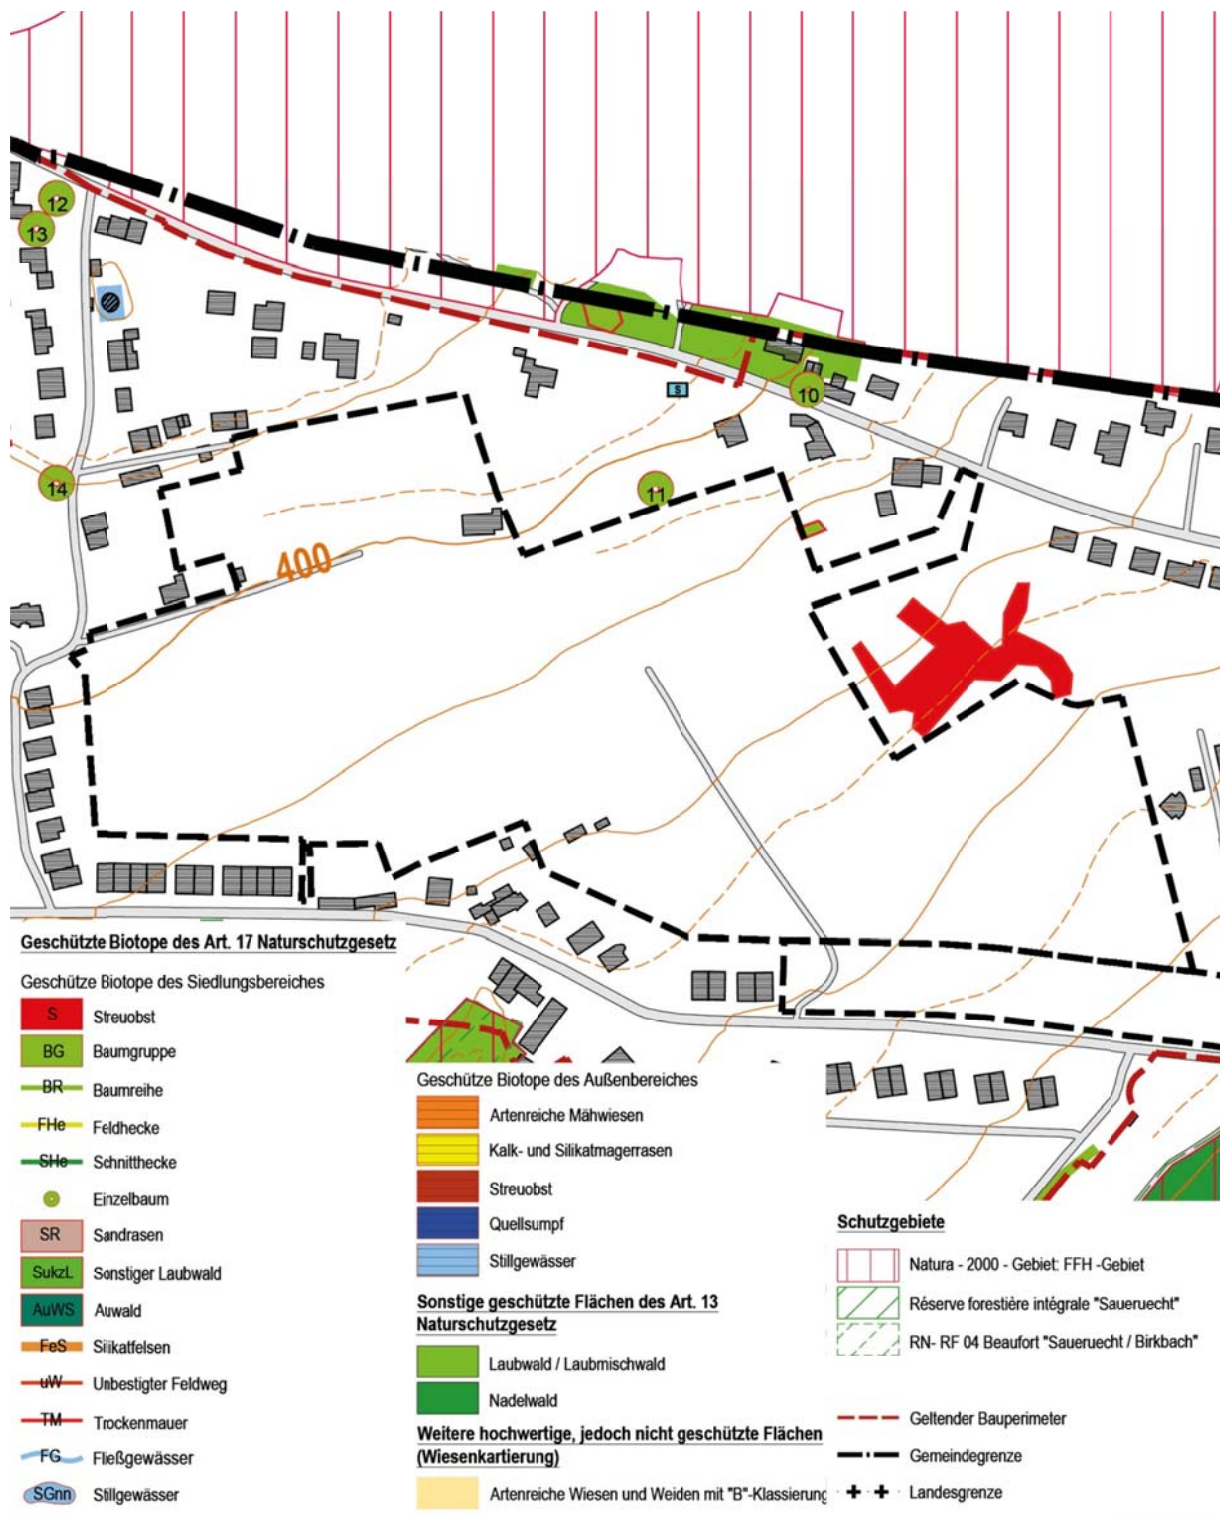 12
13
10
S
11
14
400
Geschützte Biotope des Art. 17 Naturschutzgesetz
Geschütze Biotope des Siedlungsbereiches
S Streuobst
BG Baumgruppe
BR Baumreihe
FHe Feldhecke
SHe Schnitthecke
Einzelbaum
SR Sandrasen
SukzL Sonstiger Laubwald
AuWS Auwald
FeS Silikatfelsen
uW Unbestigter Feldweg
TM Trockenmauer
FG Fließgewässer
SGnn Stillgewässer
Geschütze Biotope des Außenbereiches
Artenreiche Mähwiesen
Kalk- und Silikatmagerrasen
Streuobst
Quellsumpf
Stillgewässer
Sonstige geschützte Flächen des Art. 13
Naturschutzgesetz
Laubwald / Laubmischwald
Nadelwald
Weitere hochwertige, jedoch nicht geschützte Flächen
(Wiesenkartierung)
Artenreiche Wiesen und Weiden mit "B"-Klassierung
Schutzgebiete
Natura - 2000 - Gebiet: FFH -Gebiet
Réserve forestière intégrale "Saueruecht"
RN- RF 04 Beaufort "Saueruecht / Birkbach"
Geltender Bauperimeter
Gemeindegrenze
Landesgrenze